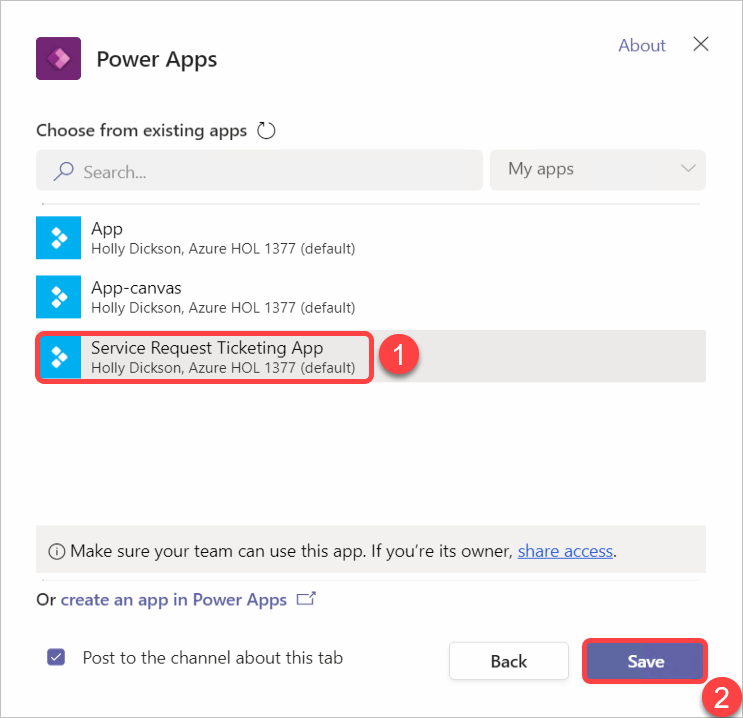 Power Apps
About
Choose from existing apps
Search...
My apps
App
Holly Dickson, Azure HOL 1377 (default)
App-canvas
Holly Dickson, Azure HOL 1377 (default)
Service Request Ticketing App
Holly Dickson, Azure HOL 1377 (default)
1
Make sure your team can use this app. If you're its owner, share access.
Or create an app in Power Apps
Post to the channel about this tab
Back
Save
2